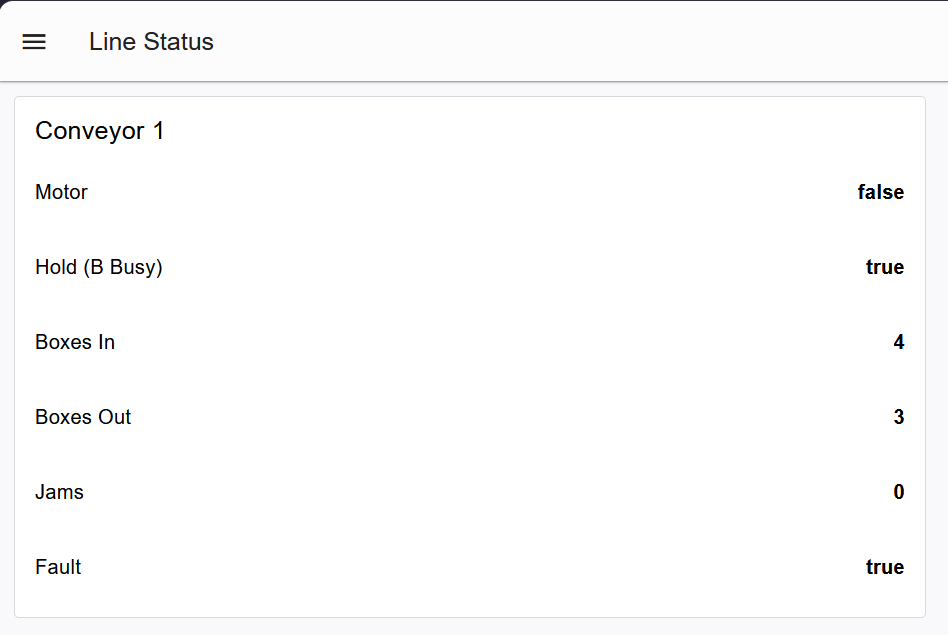 Line Status
Conveyor 1
Motor false
Hold (B Busy) true
Boxes In 4
Boxes Out 3
Jams 0
Fault true